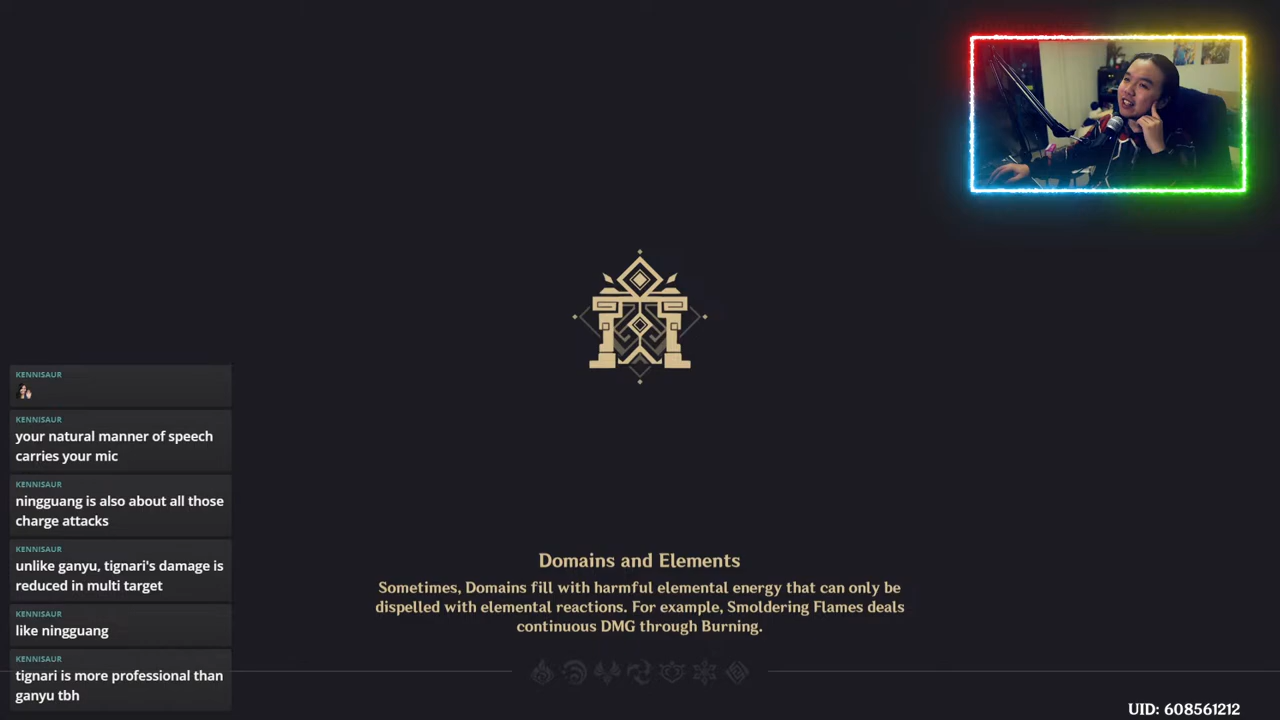 KENNISAUR
KENNISAUR
your natural manner of speech
carries your mic
KENNISAUR
ningguang is also about all those
charge attacks
KENNISAUR
unlike ganyu, tignari's damage is
reduced in multi target
KENNISAUR
like ningguang
KENNISAUR
tignari is more professional than
ganyu tbh
Domains and Elements
Sometimes, Domains fill with harmful elemental energy that can only be
dispelled with elemental reactions. For example, Smoldering Flames deals
continuous DMG through Burning.
UID: 608561212